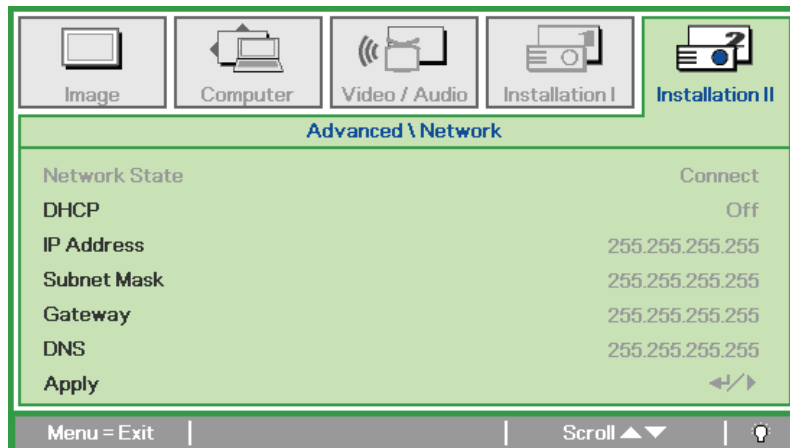 Image Computer Video / Audio Installation I Installation II
Advanced \ Network
Network State Connect
DHCP Off
IP Address 255.255.255.255
Subnet Mask 255.255.255.255
Gateway 255.255.255.255
DNS 255.255.255.255
Apply
Menu = Exit Scroll